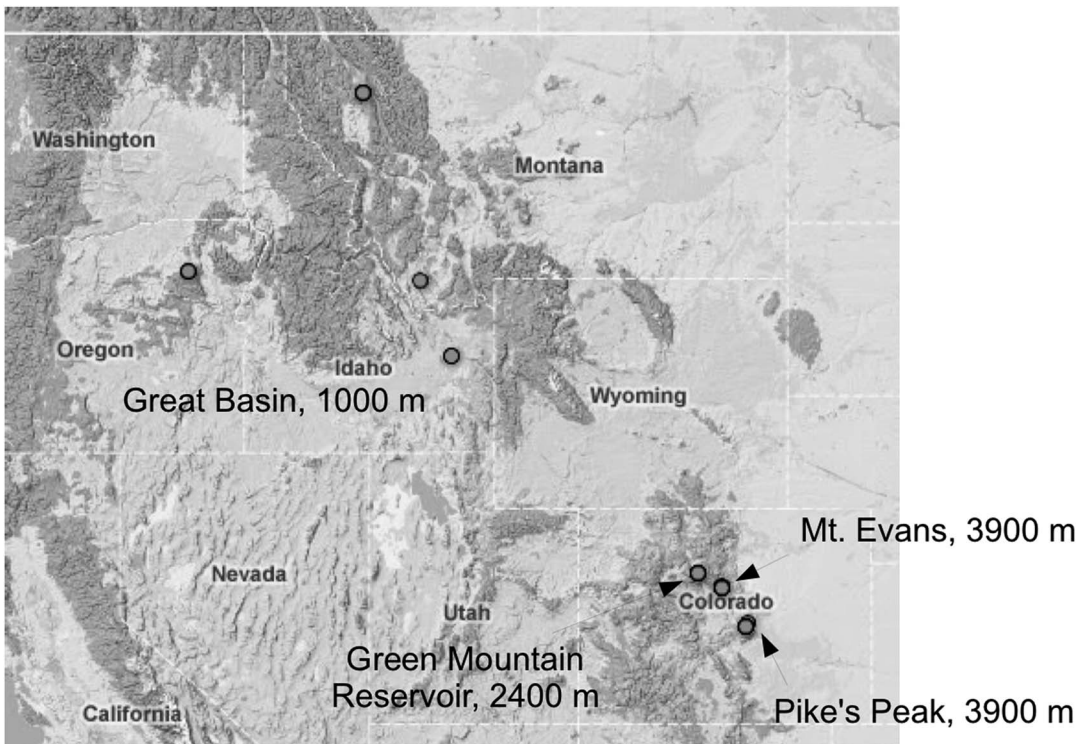 Washington
Montana
Oregon
Idaho
Great Basin, 1000 m
Wyoming
Mt. Evans, 3900 m
Nevada
Utah
Colorado
Green Mountain
Reservoir, 2400 m
California
Pike's Peak, 3900 m